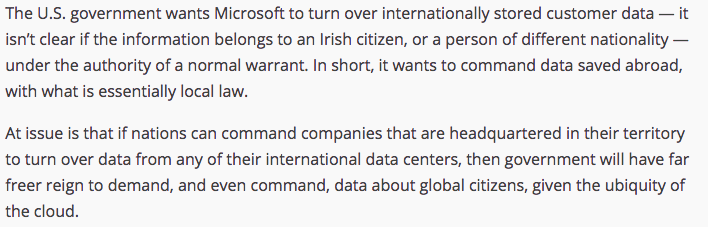 The U.S. government wants Microsoft to turn over internationally stored customer data — it
isn’t clear if the information belongs to an Irish citizen, or a person of different nationality —
under the authority of a normal warrant. In short, it wants to command data saved abroad,
with what is essentially local law.
At issue is that if nations can command companies that are headquartered in their territory
to turn over data from any of their international data centers, then government will have far
freer reign to demand, and even command, data about global citizens, given the ubiquity of
the cloud.